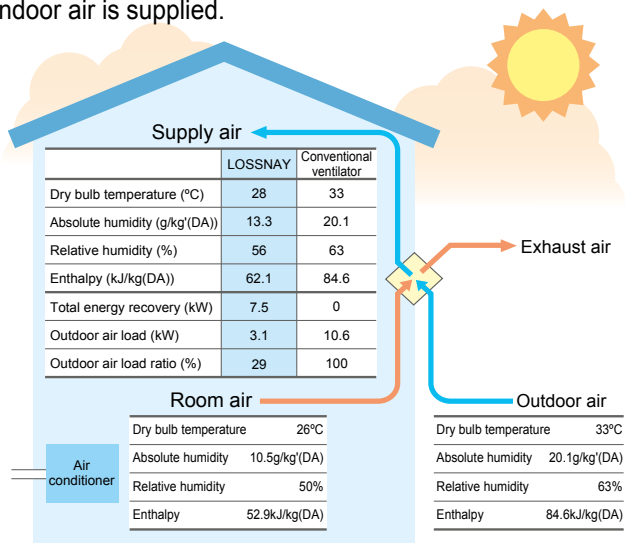 ndoor air is supplied.
Supply air
LOSSNAY Conventional ventilator
Dry bulb temperature (ºC) 28 33
Absolute humidity (g/kg'(DA)) 13.3 20.1
Relative humidity (%) 56 63
Enthalpy (kJ/kg(DA)) 62.1 84.6
Total energy recovery (kW) 7.5 0
Outdoor air load (kW) 3.1 10.6
Outdoor air load ratio (%) 29 100
Exhaust air
Room air
Dry bulb temperature 26ºC
Absolute humidity 10.5g/kg'(DA)
Relative humidity 50%
Enthalpy 52.9kJ/kg(DA)
Air
conditioner
Outdoor air
Dry bulb temperature 33ºC
Absolute humidity 20.1g/kg'(DA)
Relative humidity 63%
Enthalpy 84.6kJ/kg(DA)